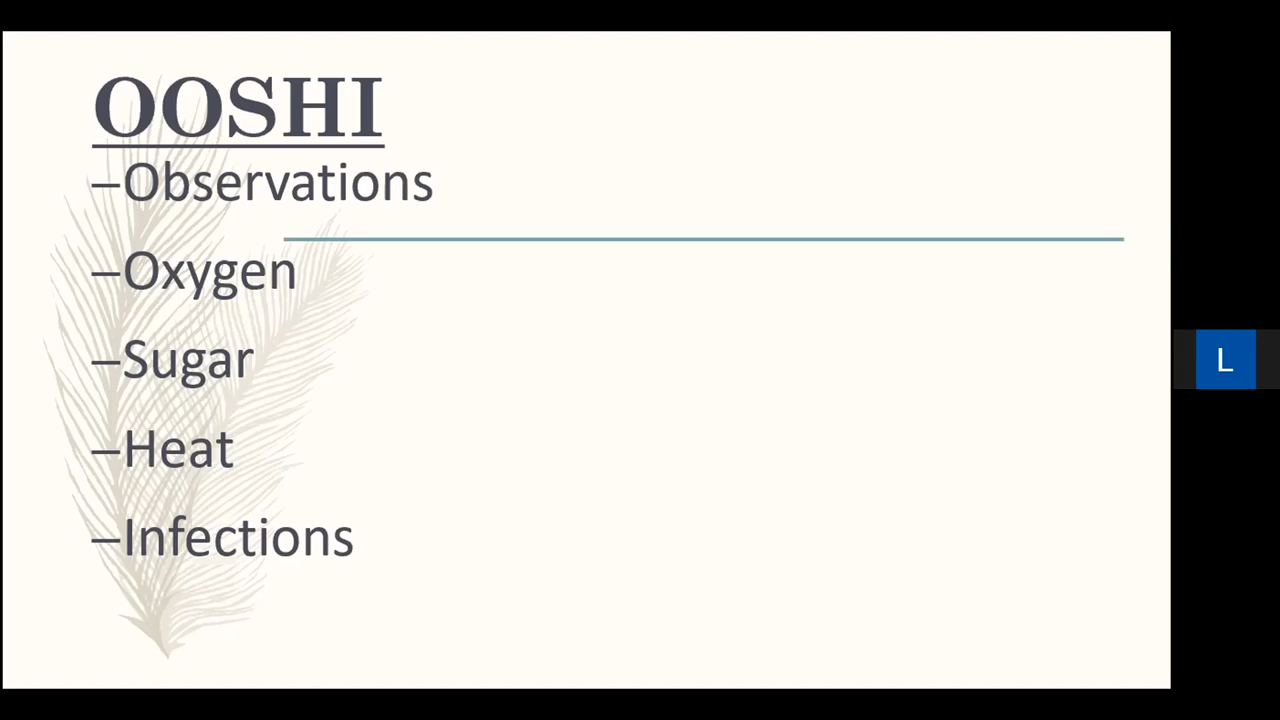 OOSHI
–Observations
–Oxygen
–Sugar
–Heat
–Infections
L